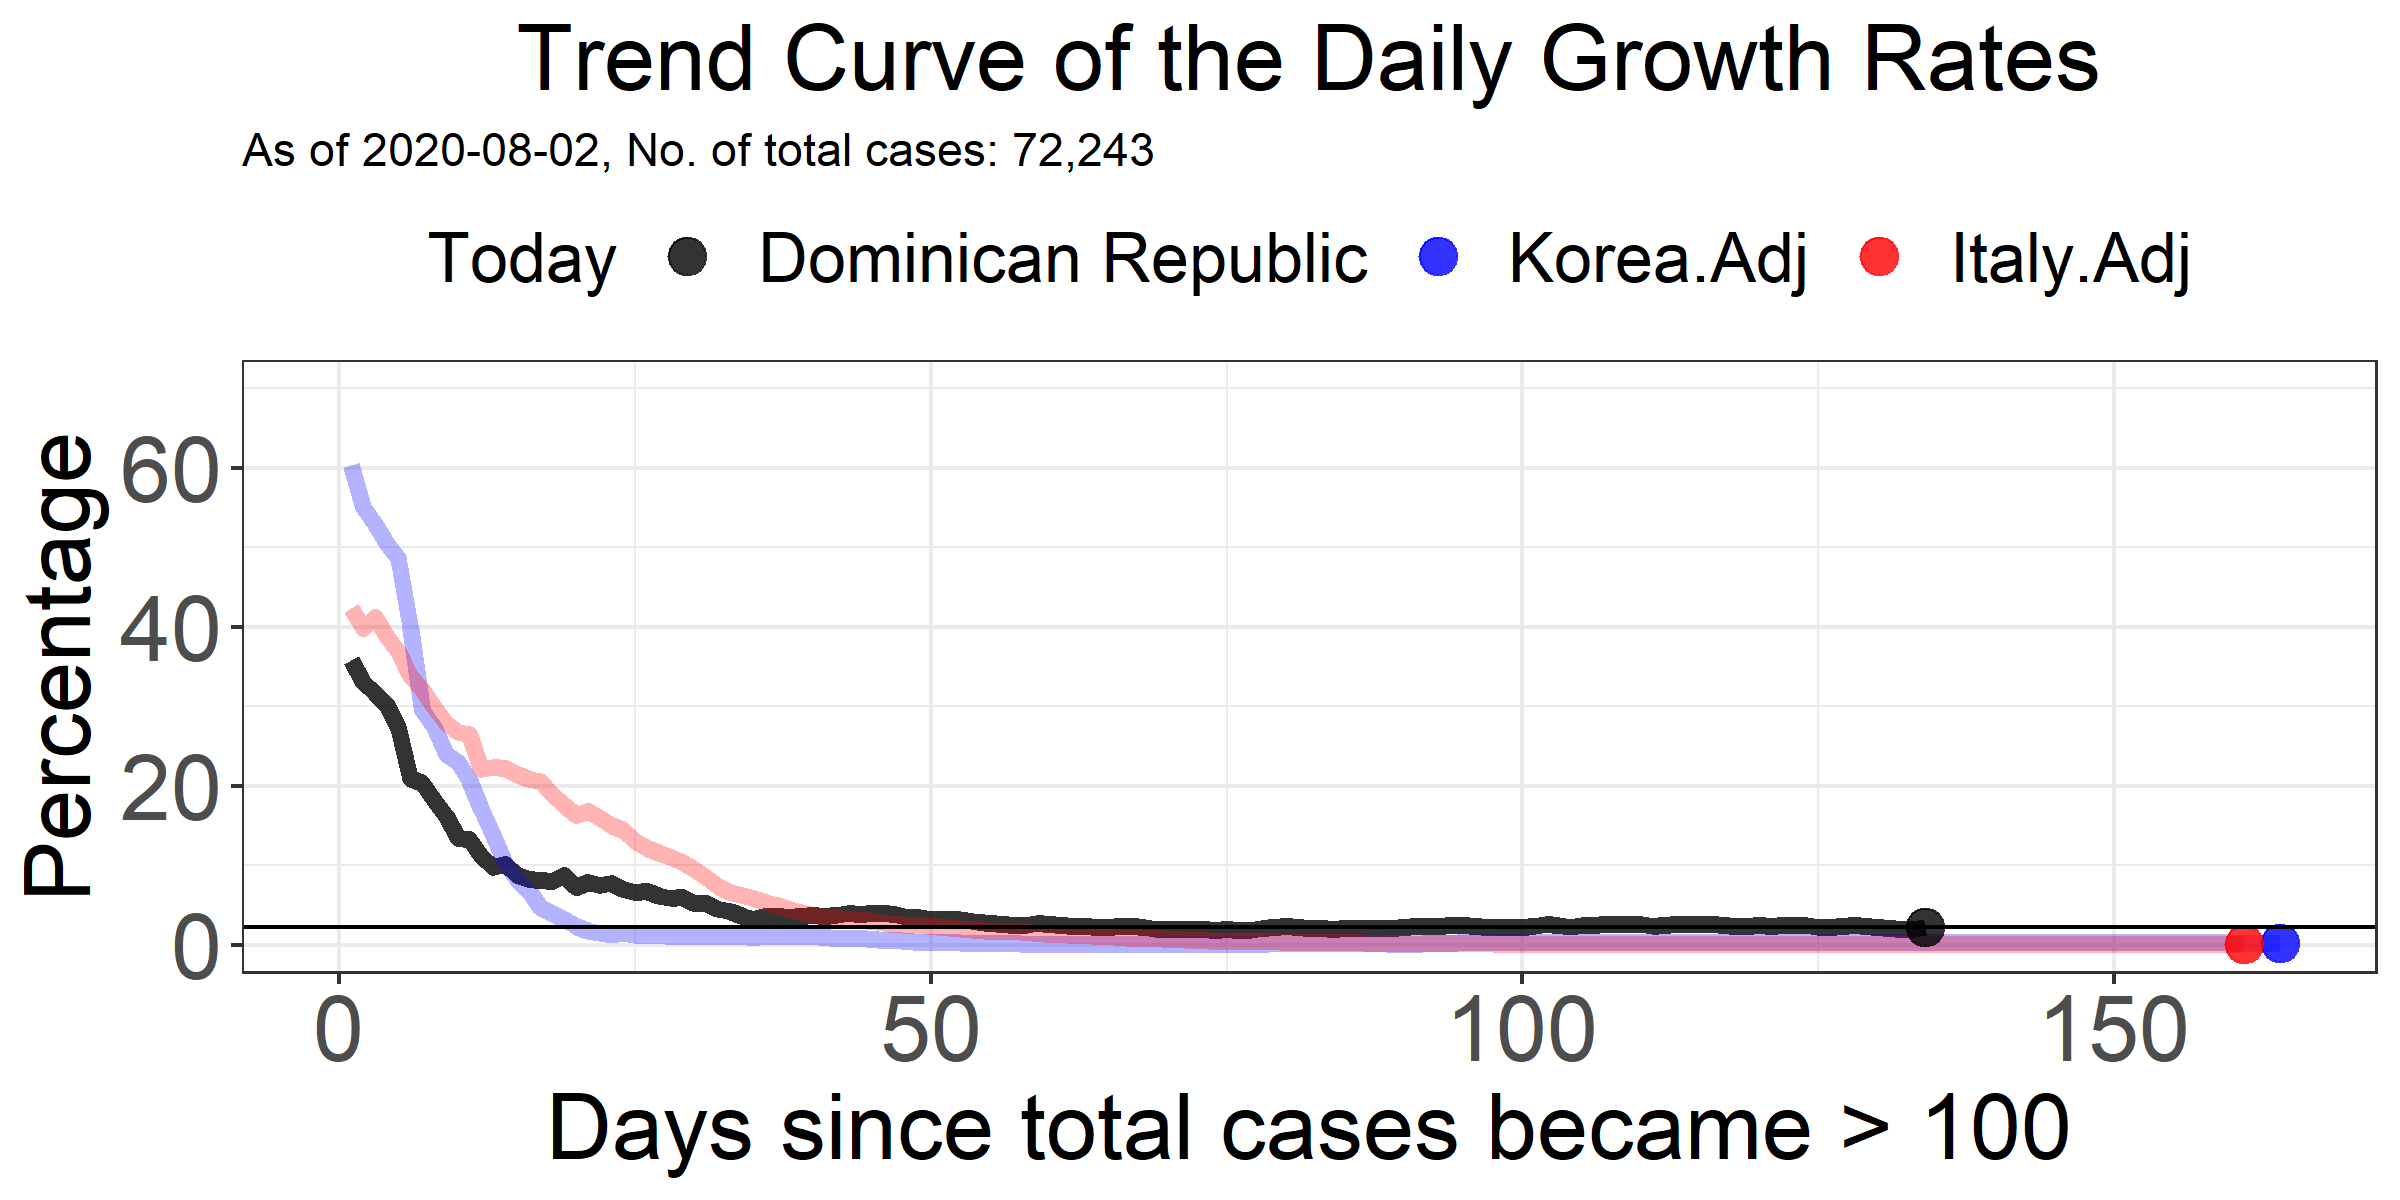 Trend Curve of the Daily Growth Rates
As of 2020-08-02, No. of total cases: 72,243
Today Dominican Republic Korea.Adj Italy.Adj
Percentage
60
40
20
0
0 50 100 150
Days since total cases became > 100